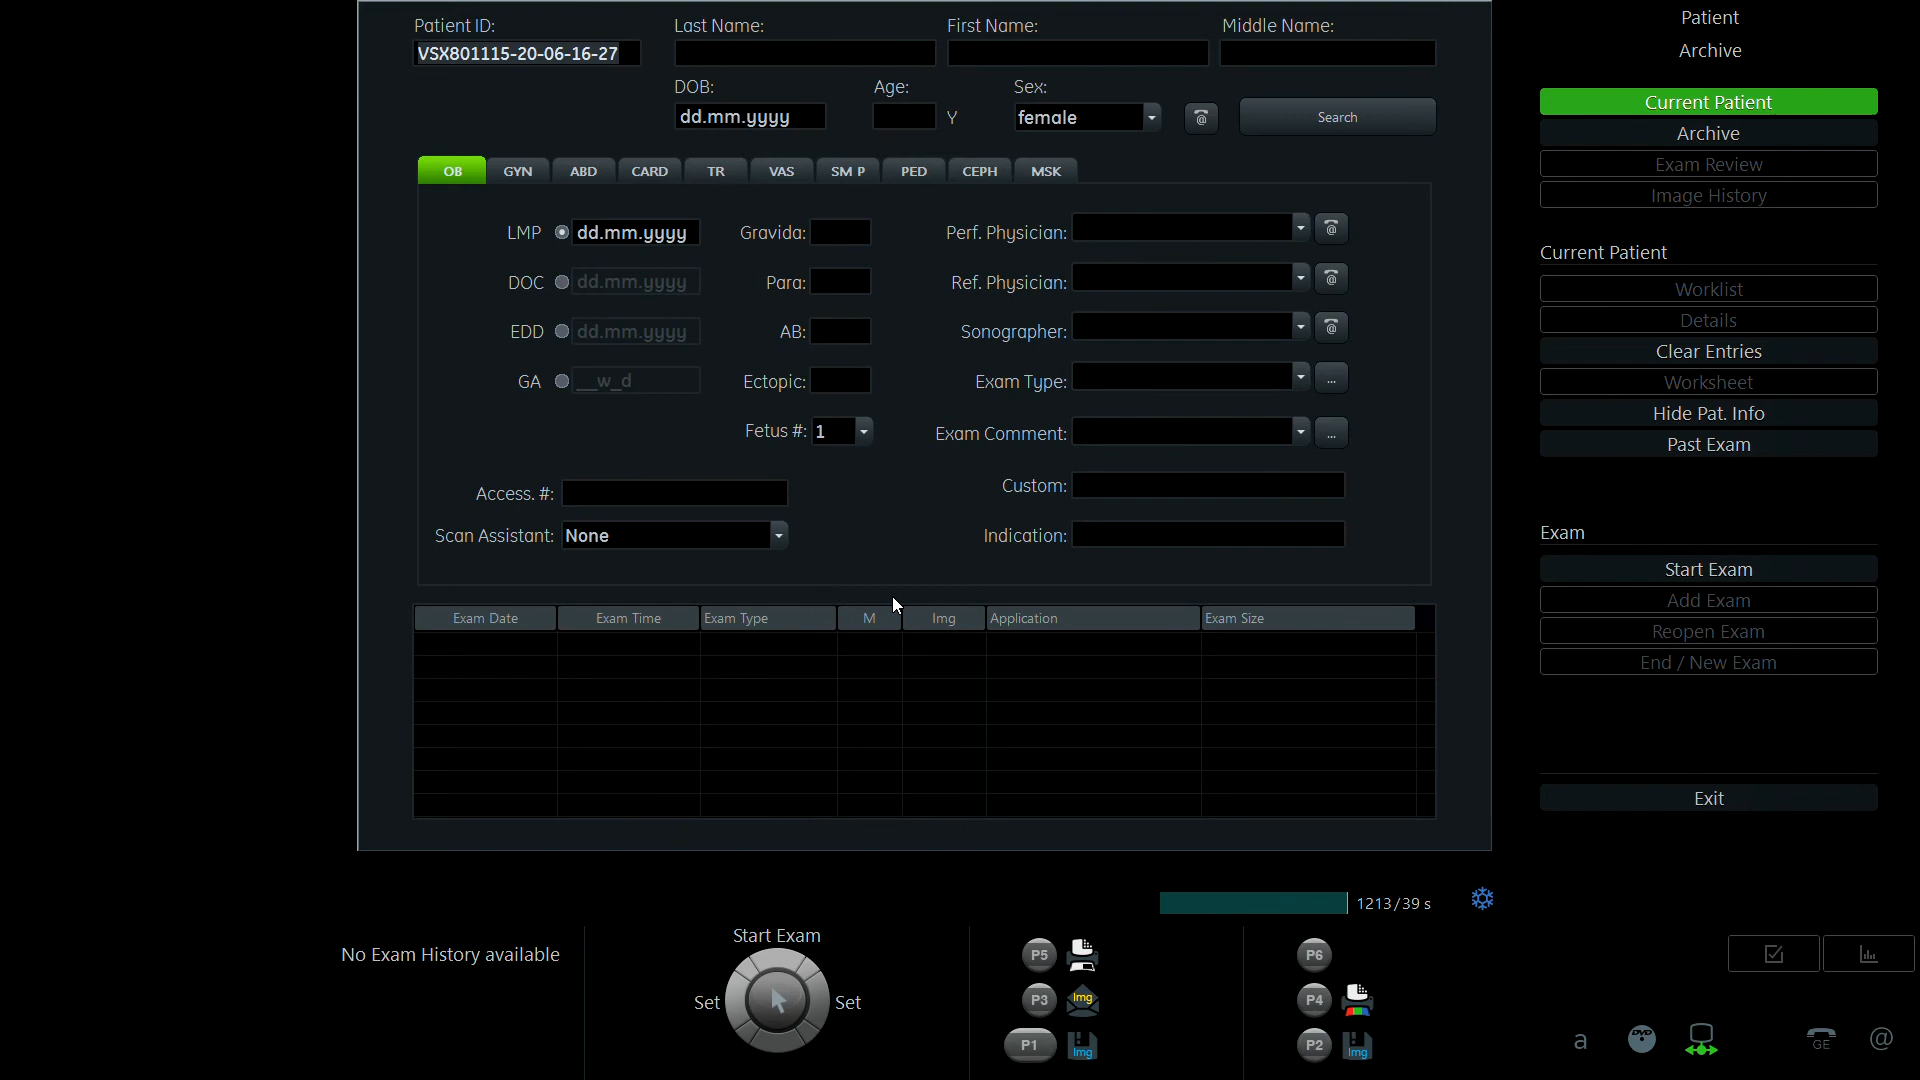 Patient ID: Last Name: First Name: Middle Name:
VSX801115-20-06-16-27
DOB: Age: Sex:
dd.mm.yyyy Y female @ Search
OB GYN ABD CARD TR VAS SM P PED CEPH MSK
LMP dd.mm.yyyy Gravida: Perf. Physician: @
DOC dd.mm.yyyy Para: Ref. Physician: @
EDD dd.mm.yyyy AB: Sonographer: @
GA __w_d Ectopic: Exam Type: ...
Fetus #: 1 Exam Comment: ...
Access. #: Custom:
Scan Assistant: None Indication:
Exam Date Exam Time Exam Type M Img Application Exam Size
Patient
Archive
Current Patient
Archive
Exam Review
Image History
Current Patient
Worklist
Details
Clear Entries
Worksheet
Hide Pat. Info
Past Exam
Exam
Start Exam
Add Exam
Reopen Exam
End / New Exam
Exit
1213/39 s
No Exam History available
Start Exam
Set Set
P5 P6
P3 Img P4
P1 Img P2 Img
a DVD GE @